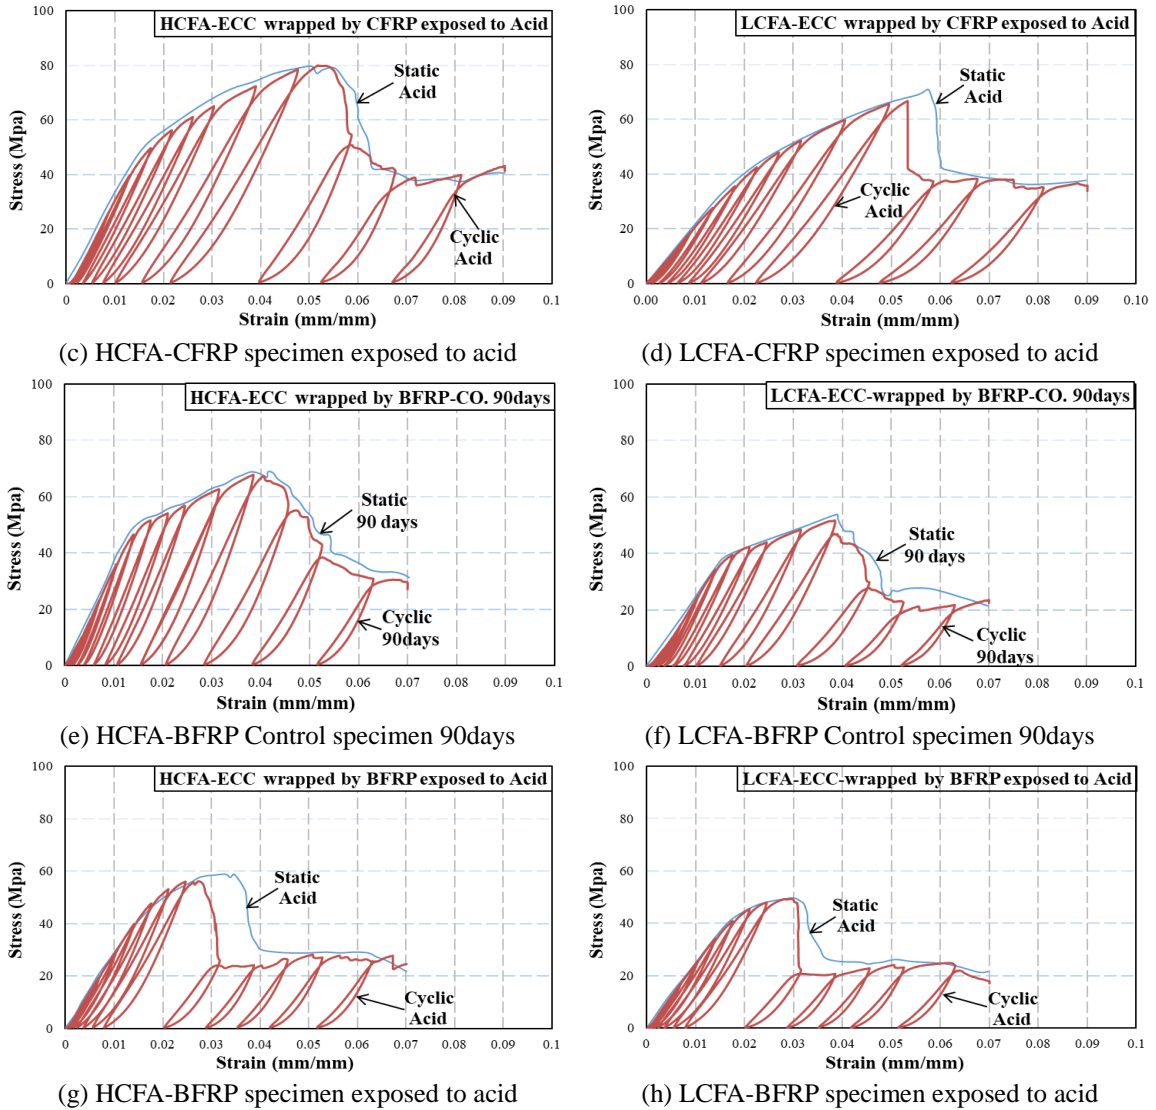 HCFA-ECC wrapped by CFRP exposed to Acid
100
80
60
40
20
0
Stress (Mpa)
Static
Acid
Cyclic
Acid
0 0.01 0.02 0.03 0.04 0.05 0.06 0.07 0.08 0.09 0.1
Strain (mm/mm)
(c) HCFA-CFRP specimen exposed to acid
LCFA-ECC wrapped by CFRP exposed to Acid
100
80
60
40
20
0
Stress (Mpa)
Static
Acid
Cyclic
Acid
0.00 0.01 0.02 0.03 0.04 0.05 0.06 0.07 0.08 0.09 0.10
Strain (mm/mm)
(d) LCFA-CFRP specimen exposed to acid
HCFA-ECC wrapped by BFRP-CO. 90days
100
80
60
40
20
0
Stress (Mpa)
Static
90 days
Cyclic
90days
0 0.01 0.02 0.03 0.04 0.05 0.06 0.07 0.08 0.09 0.1
Strain (mm/mm)
(e) HCFA-BFRP Control specimen 90days
LCFA-ECC-wrapped by BFRP-CO. 90days
100
80
60
40
20
0
Stress (Mpa)
Static
90 days
Cyclic
90days
0 0.01 0.02 0.03 0.04 0.05 0.06 0.07 0.08 0.09 0.1
Strain (mm/mm)
(f) LCFA-BFRP Control specimen 90days
HCFA-ECC wrapped by BFRP exposed to Acid
100
80
60
40
20
0
Stress (Mpa)
Static
Acid
Cyclic
Acid
0 0.01 0.02 0.03 0.04 0.05 0.06 0.07 0.08 0.09 0.1
Strain (mm/mm)
(g) HCFA-BFRP specimen exposed to acid
LCFA-ECC-wrapped by BFRP exposed to Acid
100
80
60
40
20
0
Stress (Mpa)
Static
Acid
Cyclic
Acid
0 0.01 0.02 0.03 0.04 0.05 0.06 0.07 0.08 0.09 0.1
Strain (mm/mm)
(h) LCFA-BFRP specimen exposed to acid